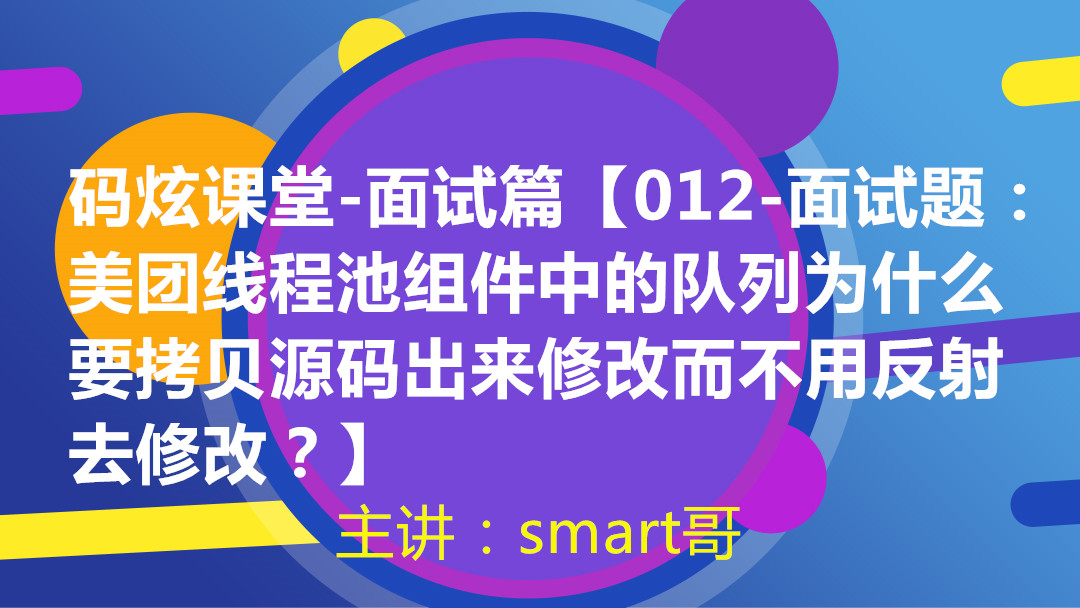 码炫课堂-面试篇【012-面试题：
美团线程池组件中的队列为什么
要拷贝源码出来修改而不用反射
去修改？】
主讲：smart哥